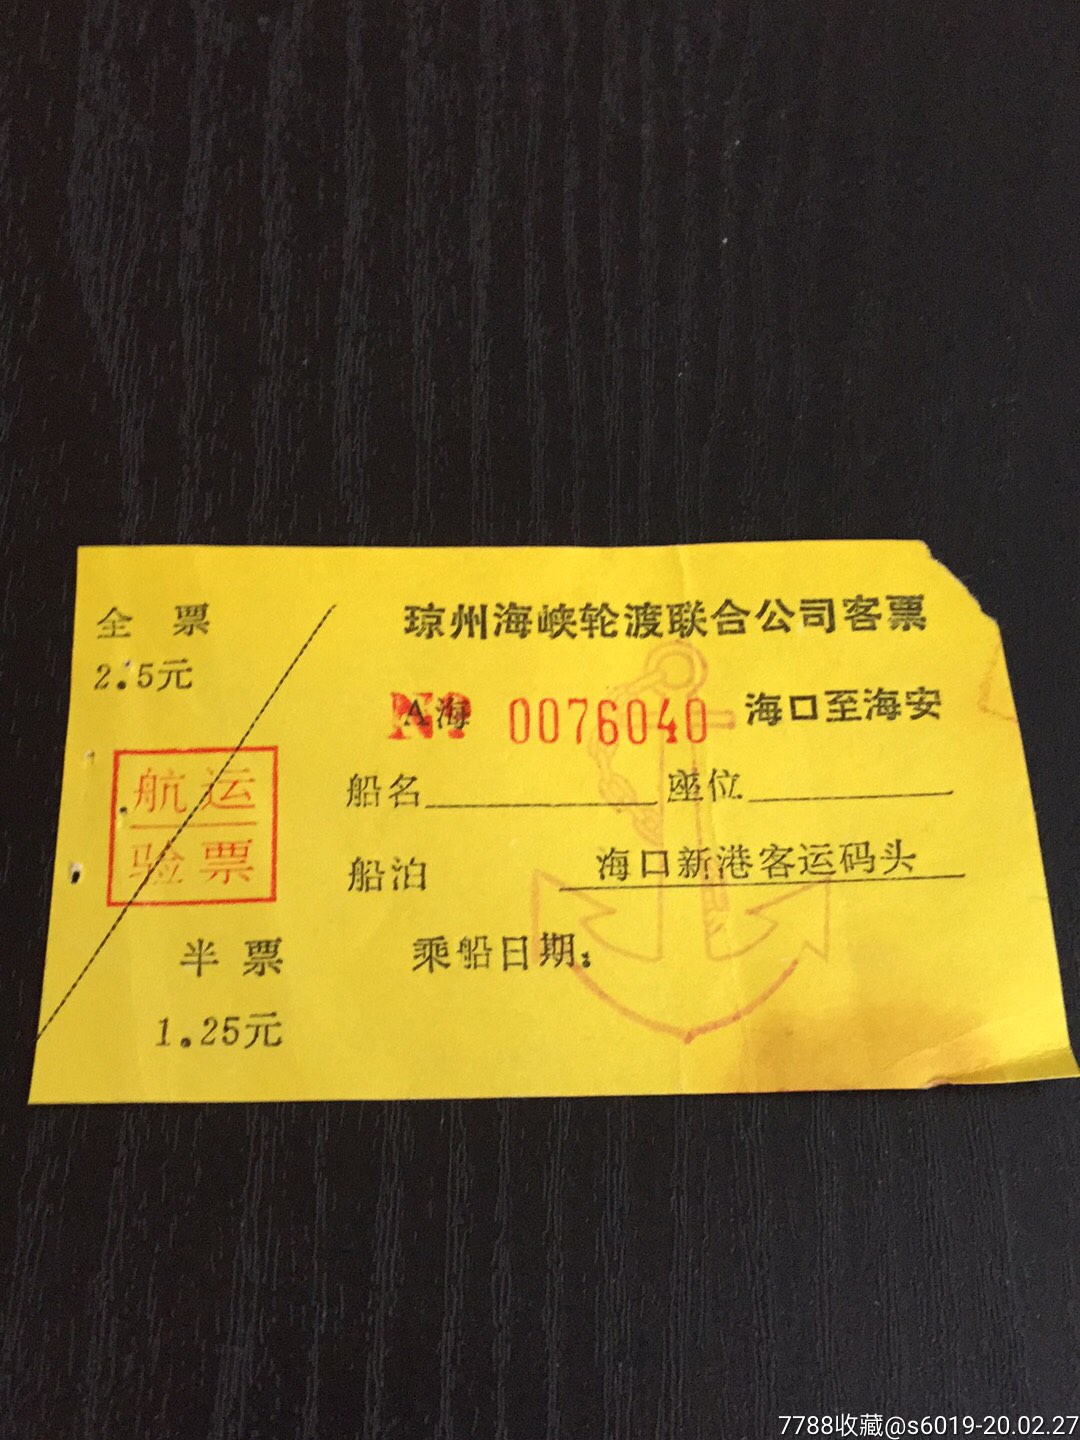 琼州海峡轮渡联合公司客票
全 票
2.5元
A海 № 0076040 海口至海安
航运
验票
船名 座位
船泊 海口新港客运码头
半 票
乘船日期:
1.25元
7788收藏@s6019-20.02.27